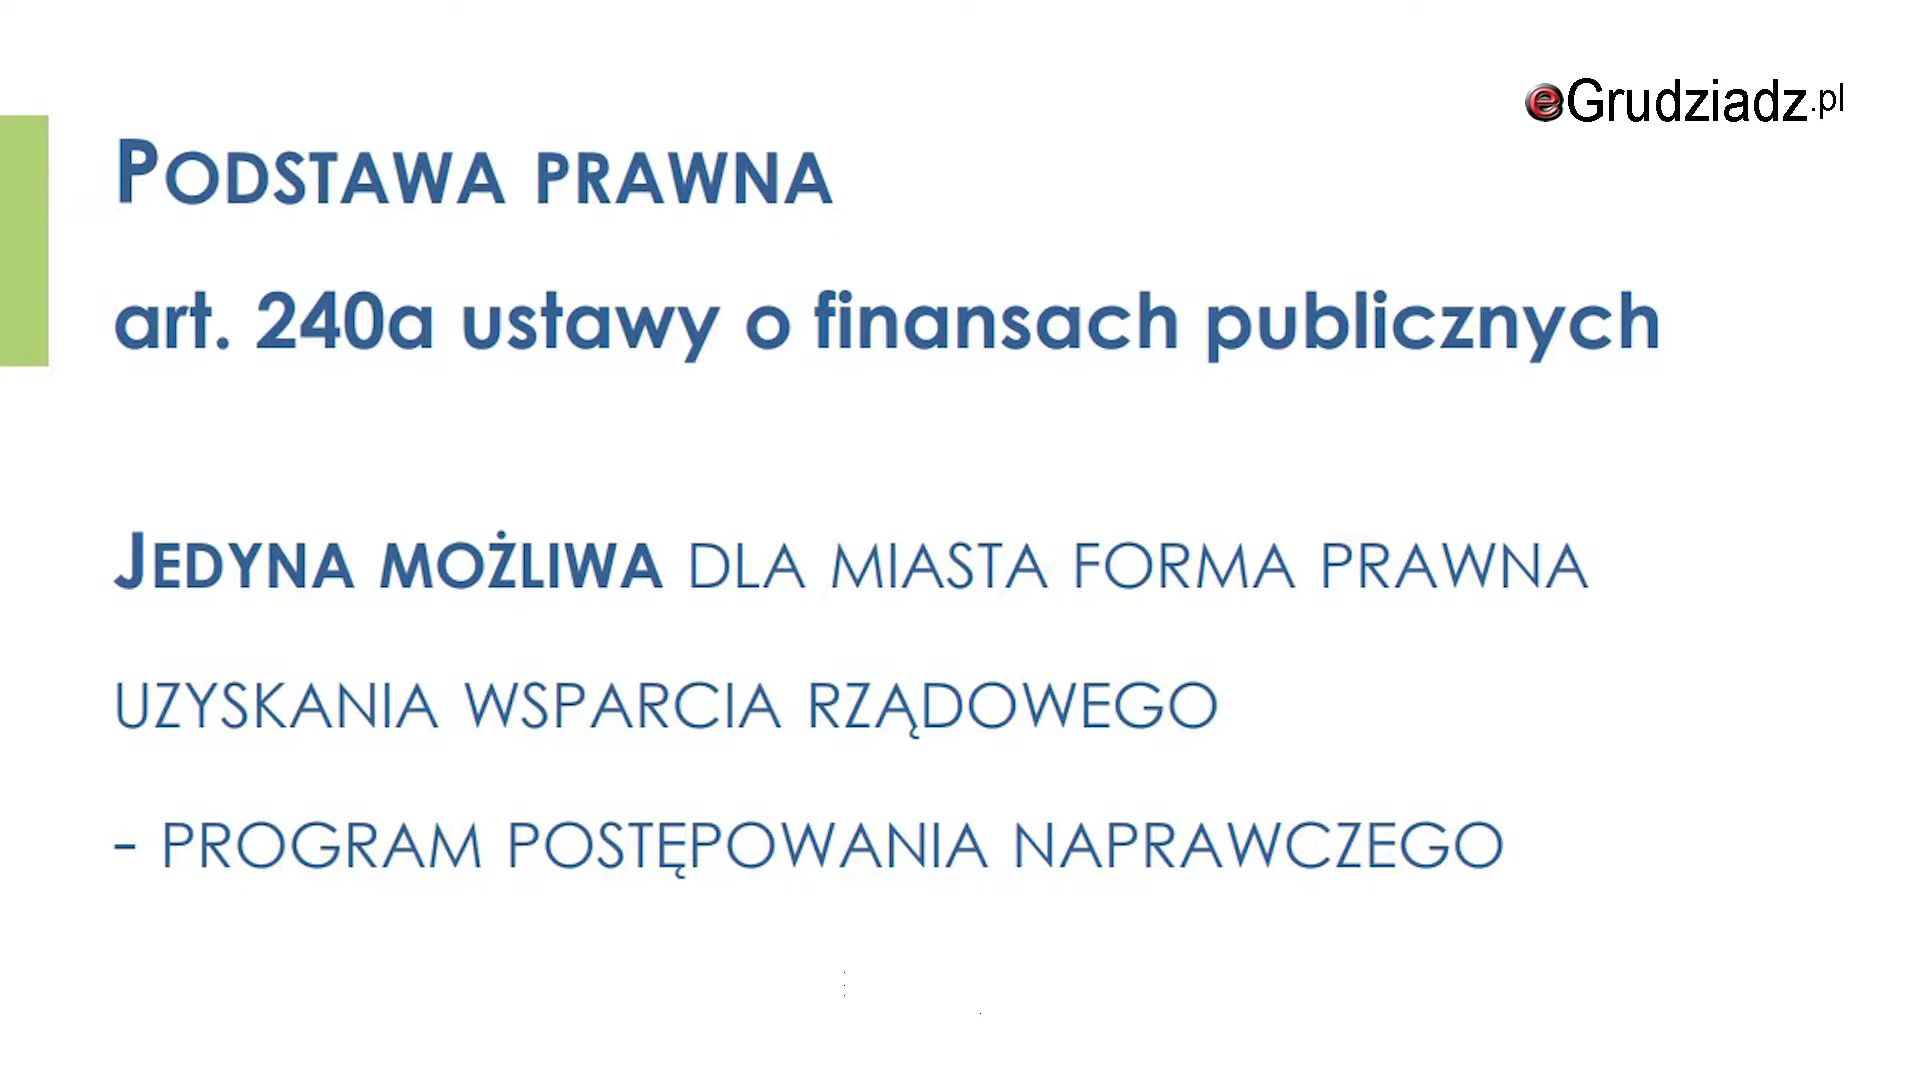 eGrudziadz.pl
PODSTAWA PRAWNA
art. 240a ustawy o finansach publicznych
JEDYNA MOŻLIWA DLA MIASTA FORMA PRAWNA
UZYSKANIA WSPARCIA RZĄDOWEGO
- PROGRAM POSTĘPOWANIA NAPRAWCZEGO